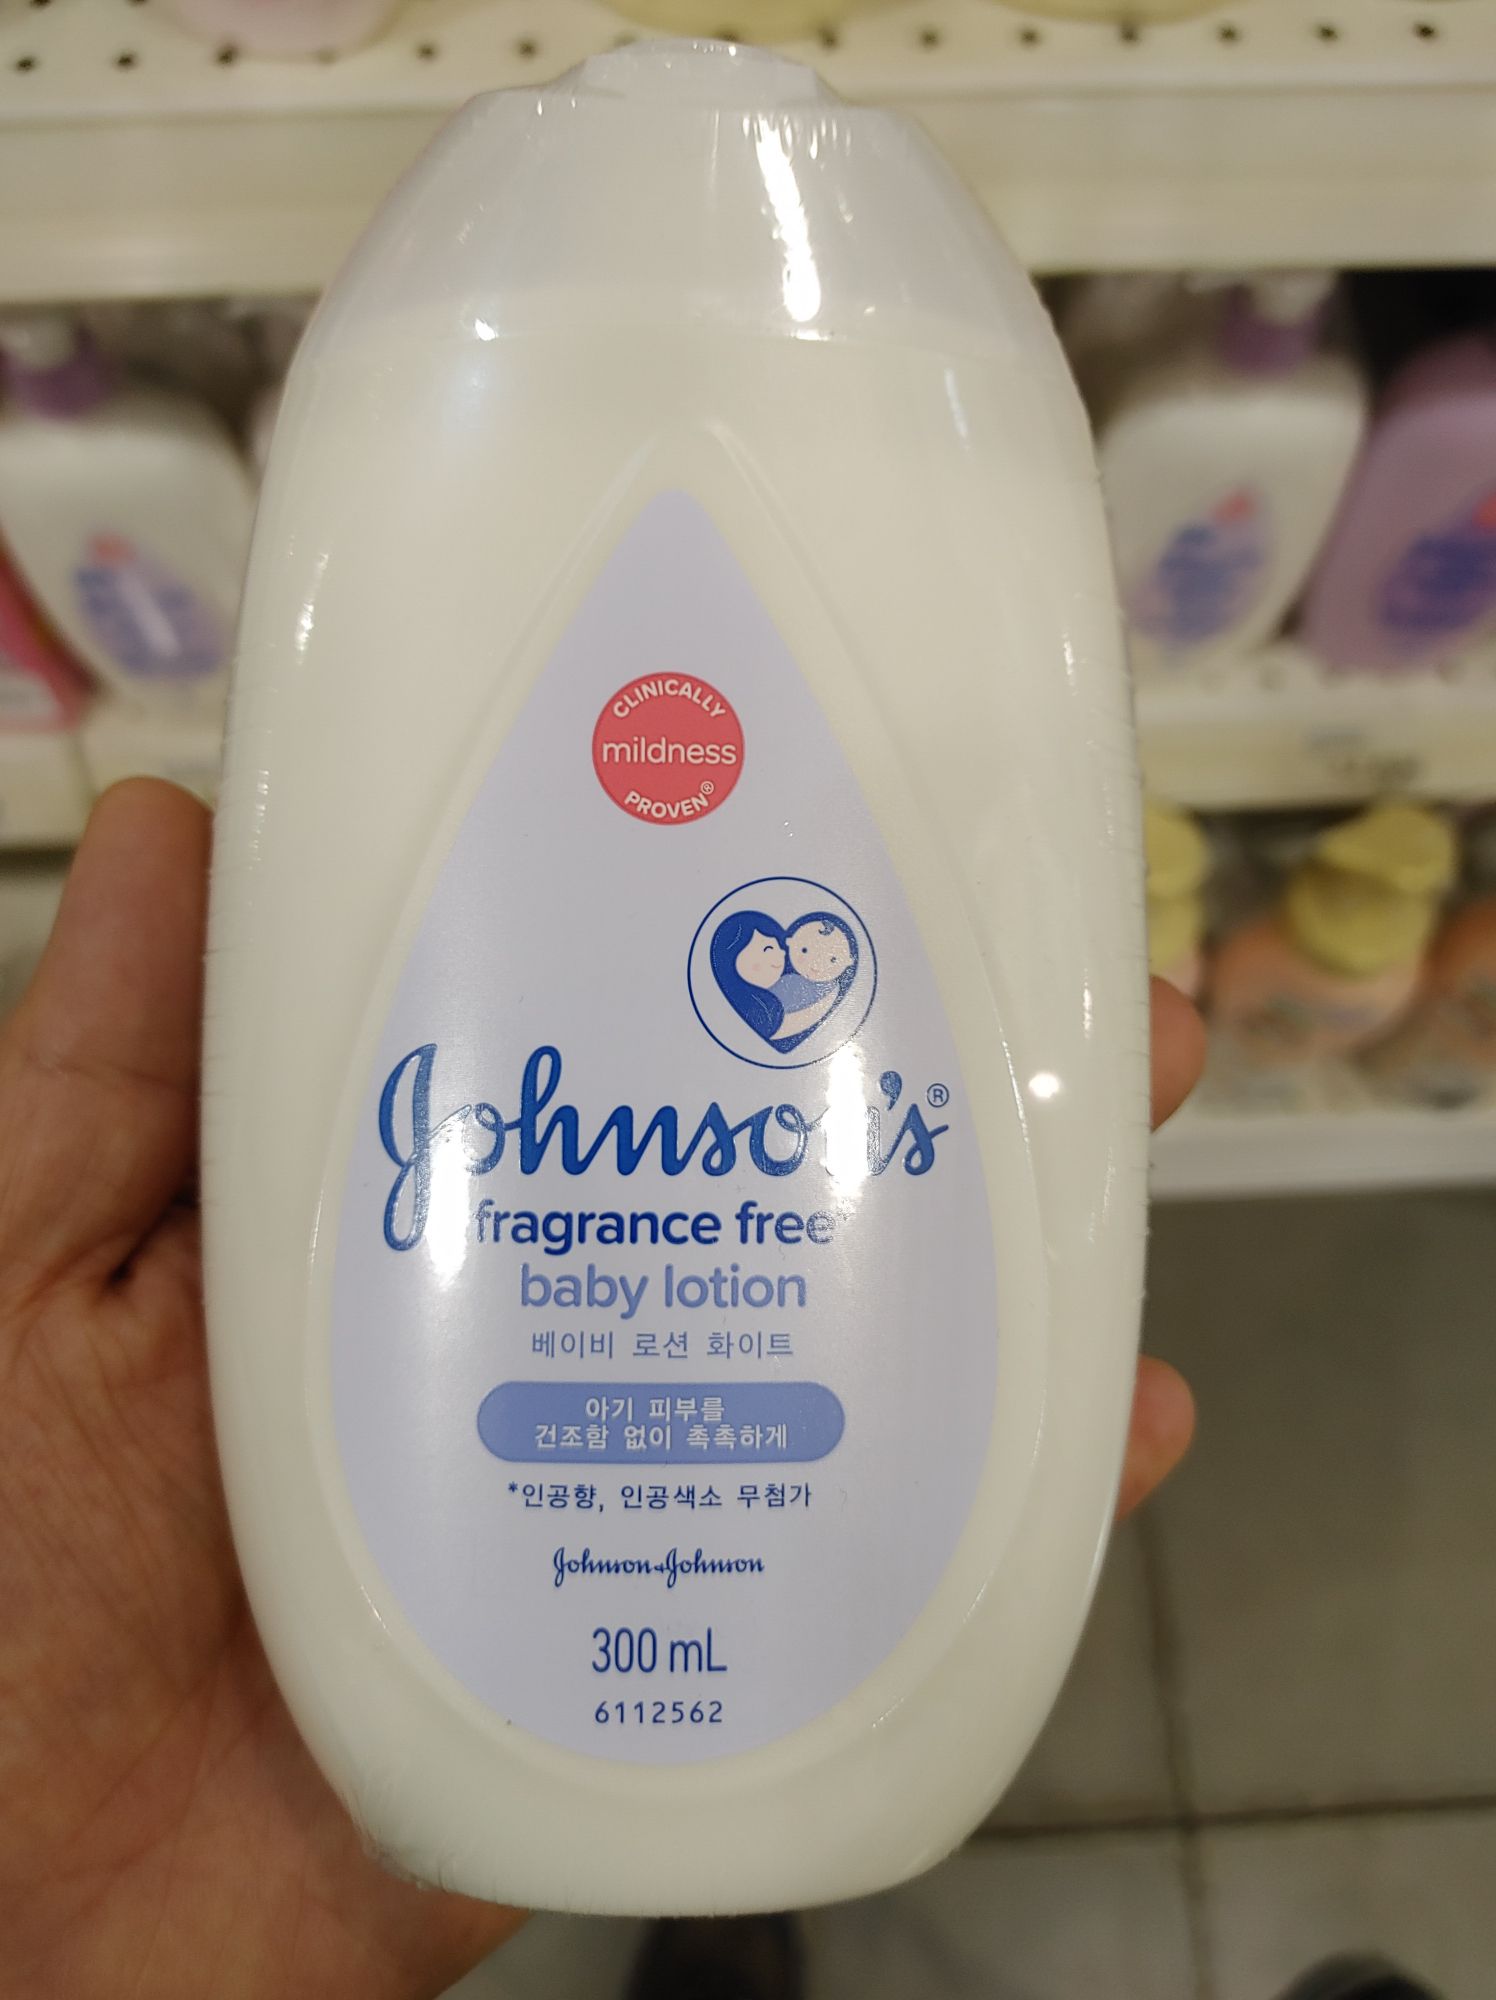 CLINICALLY
mildness
PROVEN®
Johnson's®
fragrance free*
baby lotion
베이비 로션 화이트
아기 피부를
건조함 없이 촉촉하게
*인공향, 인공색소 무첨가
Johnson+Johnson
300 mL
6112562